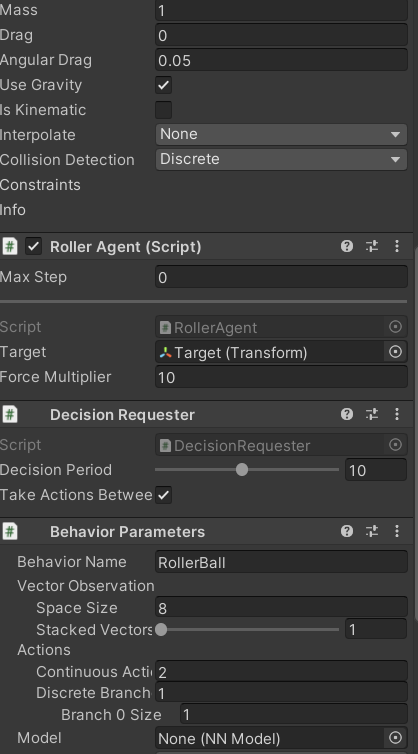 Mass 1
Drag 0
Angular Drag 0.05
Use Gravity
Is Kinematic
Interpolate None
Collision Detection Discrete
Constraints
Info
# Roller Agent (Script)
Max Step 0
Script # RollerAgent
Target Target (Transform)
Force Multiplier 10
# Decision Requester
Script # DecisionRequester
Decision Period 10
Take Actions Betwee
# Behavior Parameters
Behavior Name RollerBall
Vector Observation
Space Size 8
Stacked Vectors 1
Actions
Continuous Acti 2
Discrete Branch 1
Branch 0 Size 1
Model None (NN Model)